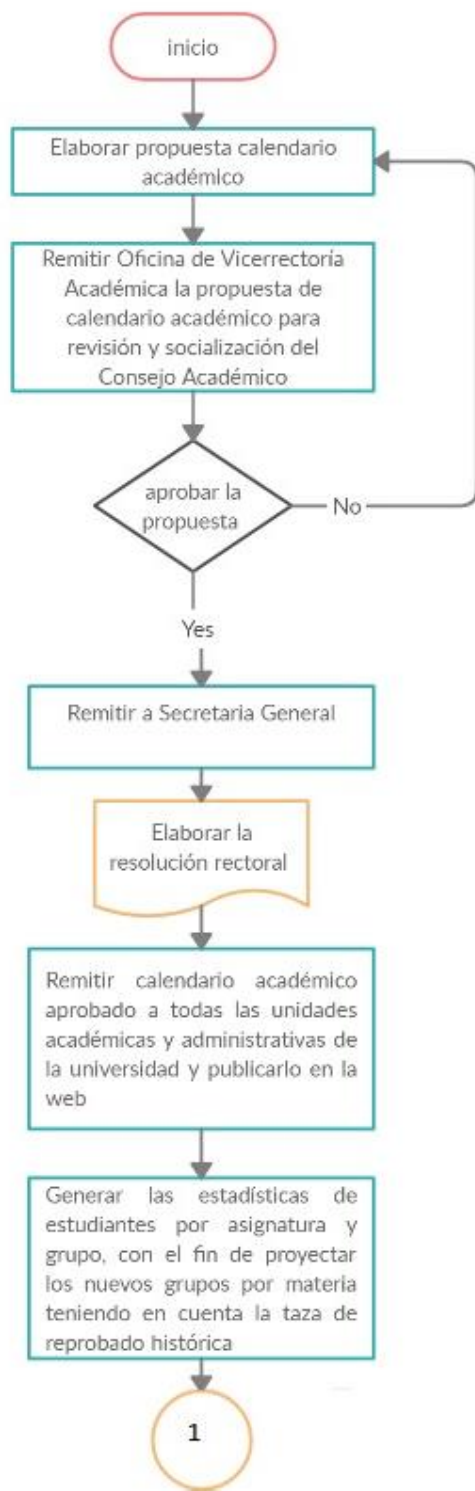 inicio
Elaborar propuesta calendario
académico
Remitir Oficina de Vicerrectoría
Académica la propuesta de
calendario académico para
revisión y socialización del
Consejo Académico
aprobar la
propuesta
No
Yes
Remitir a Secretaria General
Elaborar la
resolución rectoral
Remitir calendario académico
aprobado a todas las unidades
académicas y administrativas de
la universidad y publicarlo en la
web
Generar las estadísticas de
estudiantes por asignatura y
grupo, con el fin de proyectar
los nuevos grupos por materia
teniendo en cuenta la taza de
reprobado histórica
1